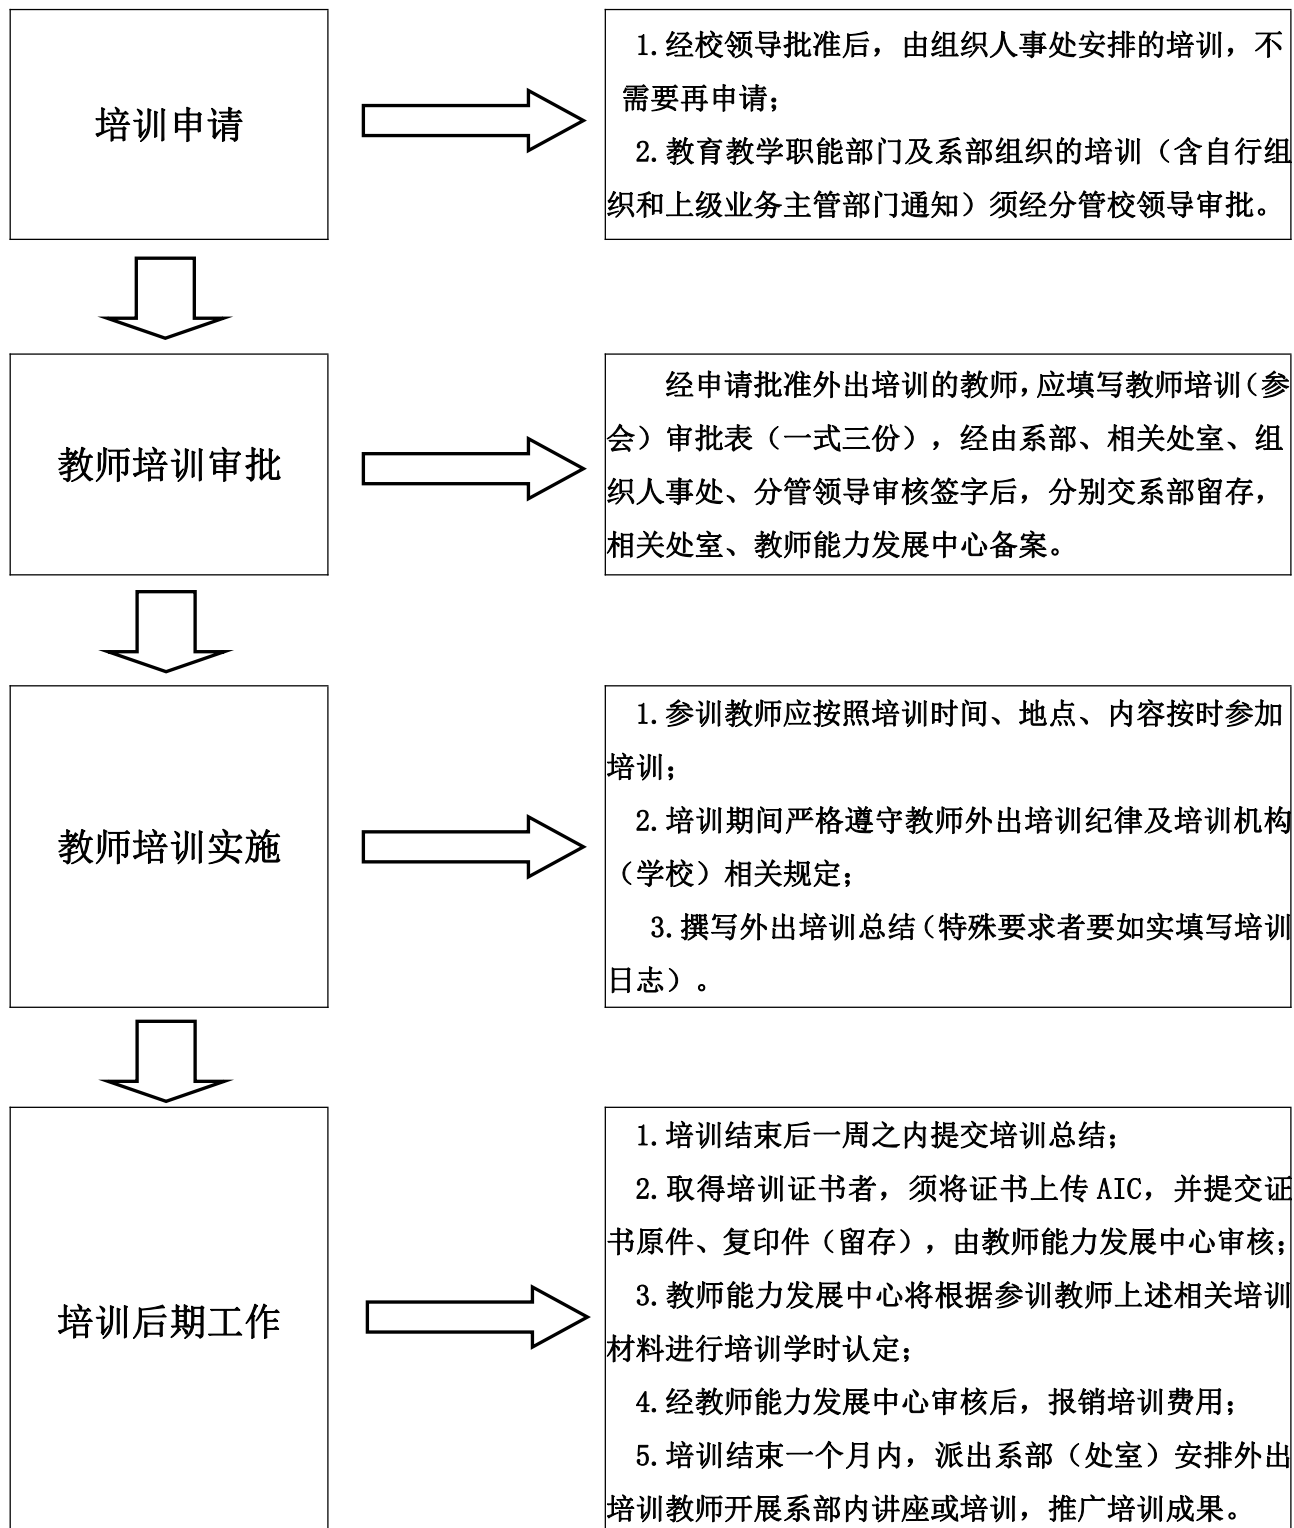 培训申请
1.经校领导批准后，由组织人事处安排的培训，不
需要再申请；
2.教育教学职能部门及系部组织的培训（含自行组
织和上级业务主管部门通知）须经分管校领导审批。
教师培训审批
经申请批准外出培训的教师，应填写教师培训（参
会）审批表（一式三份），经由系部、相关处室、组
织人事处、分管领导审核签字后，分别交系部留存，
相关处室、教师能力发展中心备案。
教师培训实施
1.参训教师应按照培训时间、地点、内容按时参加
培训；
2.培训期间严格遵守教师外出培训纪律及培训机构
（学校）相关规定；
3.撰写外出培训总结（特殊要求者要如实填写培训
日志）。
培训后期工作
1.培训结束后一周之内提交培训总结；
2.取得培训证书者，须将证书上传 AIC，并提交证
书原件、复印件（留存），由教师能力发展中心审核；
3.教师能力发展中心将根据参训教师上述相关培训
材料进行培训学时认定；
4.经教师能力发展中心审核后，报销培训费用；
5.培训结束一个月内，派出系部（处室）安排外出
培训教师开展系部内讲座或培训，推广培训成果。